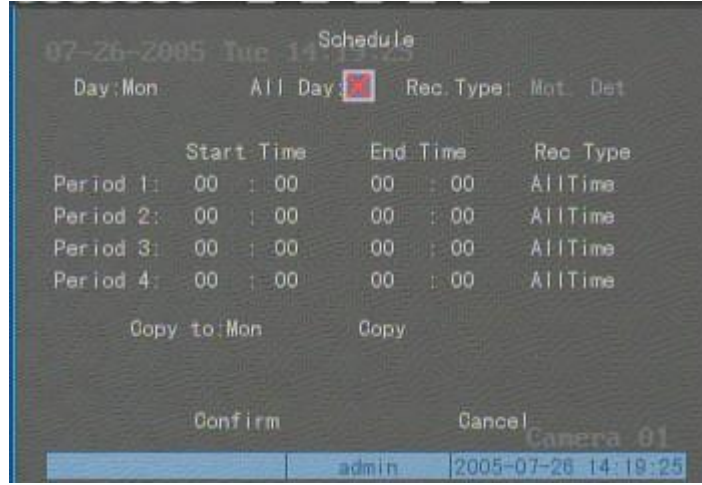 Schedule
07-26-2005 Tue 14:19:25
Day:Mon All Day: Rec.Type: Mot. Det
Start Time End Time Rec Type
Period 1: 00 : 00 00 : 00 AllTime
Period 2: 00 : 00 00 : 00 AllTime
Period 3: 00 : 00 00 : 00 AllTime
Period 4: 00 : 00 00 : 00 AllTime
Copy to:Mon Copy
Confirm Cancel
Camera 01
admin 2005-07-26 14:19:25